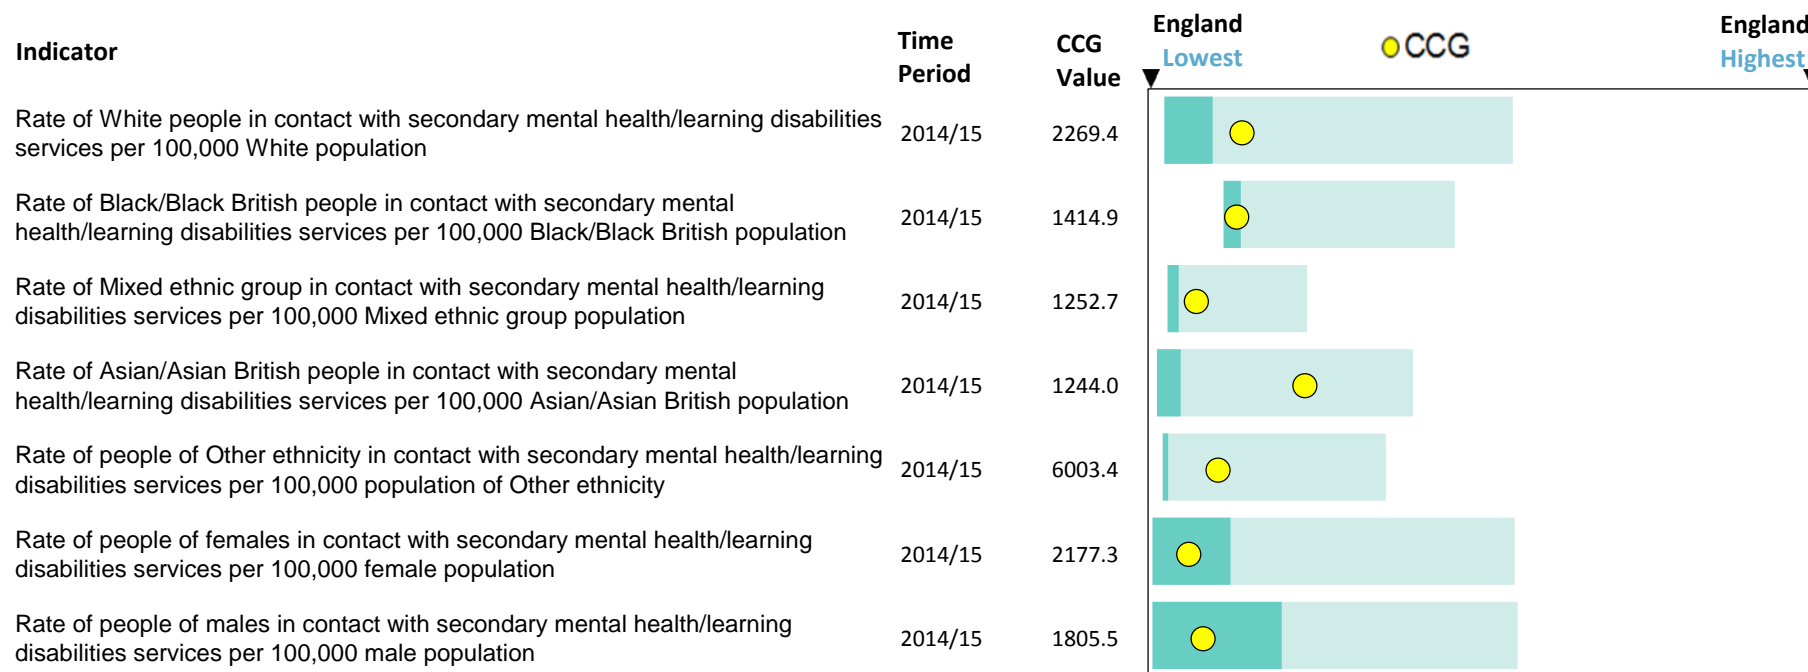 Indicator
Time Period
CCG Value
England Lowest
CCG
England Highest
Rate of White people in contact with secondary mental health/learning disabilities
services per 100,000 White population
2014/15
2269.4
Rate of Black/Black British people in contact with secondary mental
health/learning disabilities services per 100,000 Black/Black British population
2014/15
1414.9
Rate of Mixed ethnic group in contact with secondary mental health/learning
disabilities services per 100,000 Mixed ethnic group population
2014/15
1252.7
Rate of Asian/Asian British people in contact with secondary mental
health/learning disabilities services per 100,000 Asian/Asian British population
2014/15
1244.0
Rate of people of Other ethnicity in contact with secondary mental health/learning
disabilities services per 100,000 population of Other ethnicity
2014/15
6003.4
Rate of people of females in contact with secondary mental health/learning
disabilities services per 100,000 female population
2014/15
2177.3
Rate of people of males in contact with secondary mental health/learning
disabilities services per 100,000 male population
2014/15
1805.5